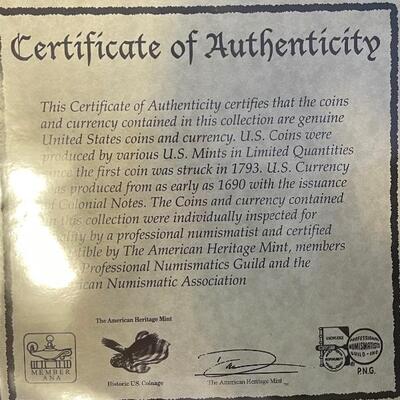 Certificate of Authenticity
This Certificate of Authenticity certifies that the coins
and currency contained in this collection are genuine
United States coins and currency. U.S. Coins were
produced by various U.S. Mints in Limited Quantities
the first coin was struck in 1793. U.S. Currency
was produced from as early as 1690 with the issuance
of Colonial Notes. The Coins and currency contained
in this collection were individually inspected for
by a professional numismatist and certified
by The American Heritage Mint, members
Professional Numismatics Guild and the
Numismatic Association
The American Heritage Mint
Historic U.S. Coinage
The American Heritage Mint
MEMBER
ANA
KNOWLEDGE
RESPONSIBILITY
PROFESSIONAL
NUMISMATISTS
GUILD • INC
P.N.G.